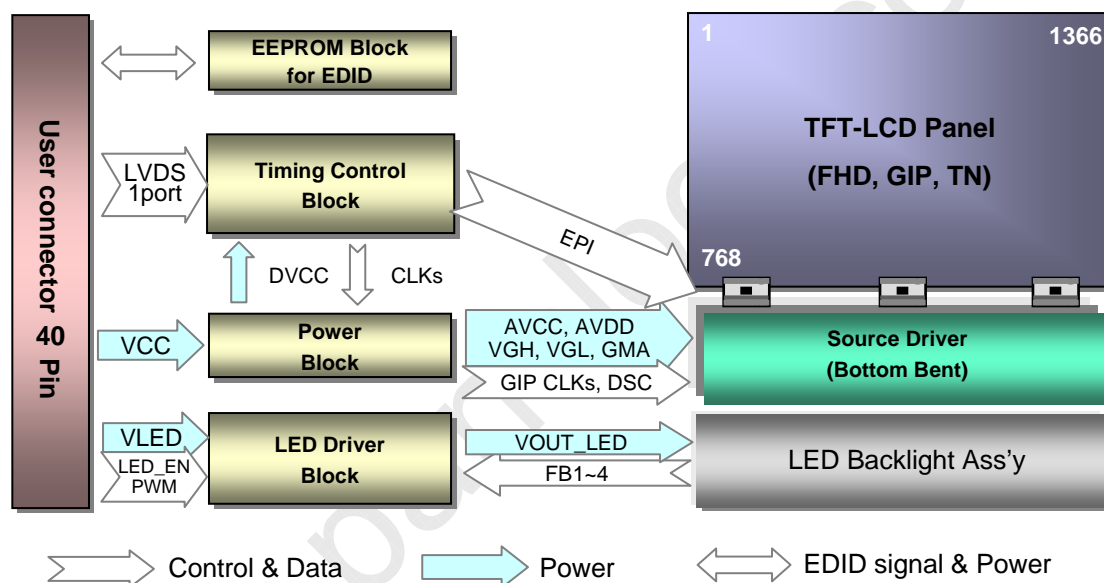 User connector 40 Pin
EEPROM Block
for EDID
LVDS
1port
Timing Control
Block
EPI
DVCC
CLKs
VCC
Power
Block
AVCC, AVDD
VGH, VGL, GMA
GIP CLKs, DSC
VLED
LED_EN
PWM
LED Driver
Block
VOUT_LED
FB1~4
1
1366
TFT-LCD Panel
(FHD, GIP, TN)
768
Source Driver
(Bottom Bent)
LED Backlight Ass’y
Control & Data
Power
EDID signal & Power